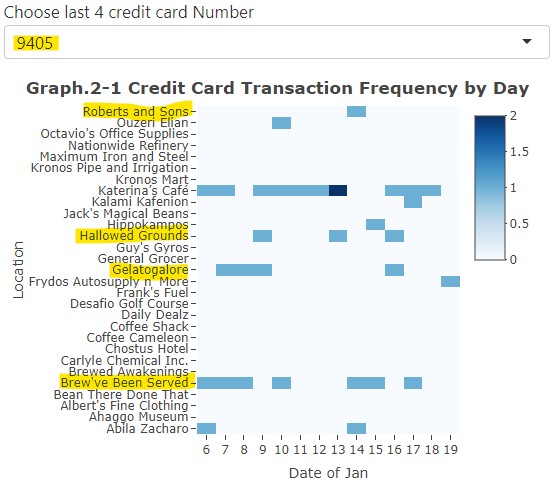 Choose last 4 credit card Number
9405
Graph.2-1 Credit Card Transaction Frequency by Day
Roberts and Sons
Ouzeri Elian
Octavio's Office Supplies
Nationwide Refinery
Maximum Iron and Steel
Kronos Pipe and Irrigation
Kronos Mart
Katerina's Café
Kalami Kafenion
Jack's Magical Beans
Hippokampos
Hallowed Grounds
Guy's Gyros
General Grocer
Gelatogalore
Frydos Autosupply n' More
Frank's Fuel
Desafio Golf Course
Daily Dealz
Coffee Shack
Coffee Cameleon
Chostus Hotel
Carlyle Chemical Inc.
Brewed Awakenings
Brew've Been Served
Bean There Done That
Albert's Fine Clothing
Ahaggo Museum
Abila Zacharo
Location
6 7 8 9 10 11 12 13 14 15 16 17 18 19
Date of Jan
2
1.5
1
0.5
0